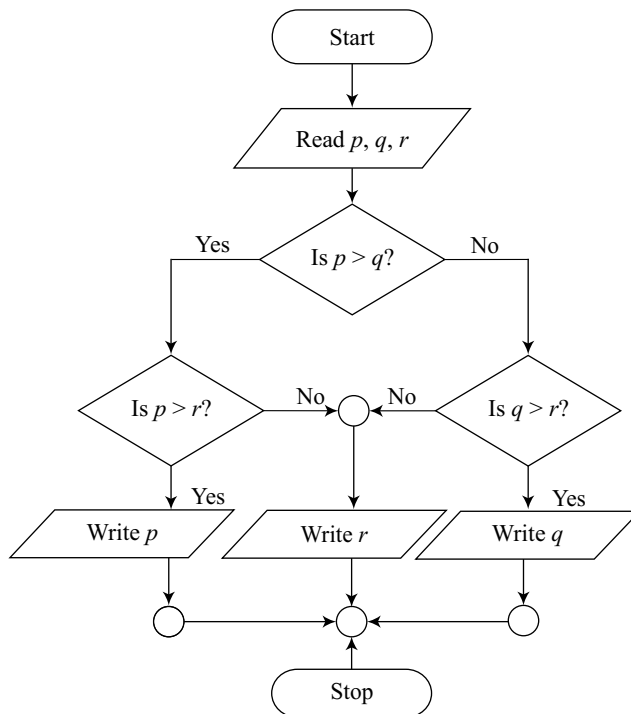 Start
Read p, q, r
Yes
Is p > q?
No
Is p > r?
No
No
Is q > r?
Yes
Yes
Write p
Write r
Write q
Stop